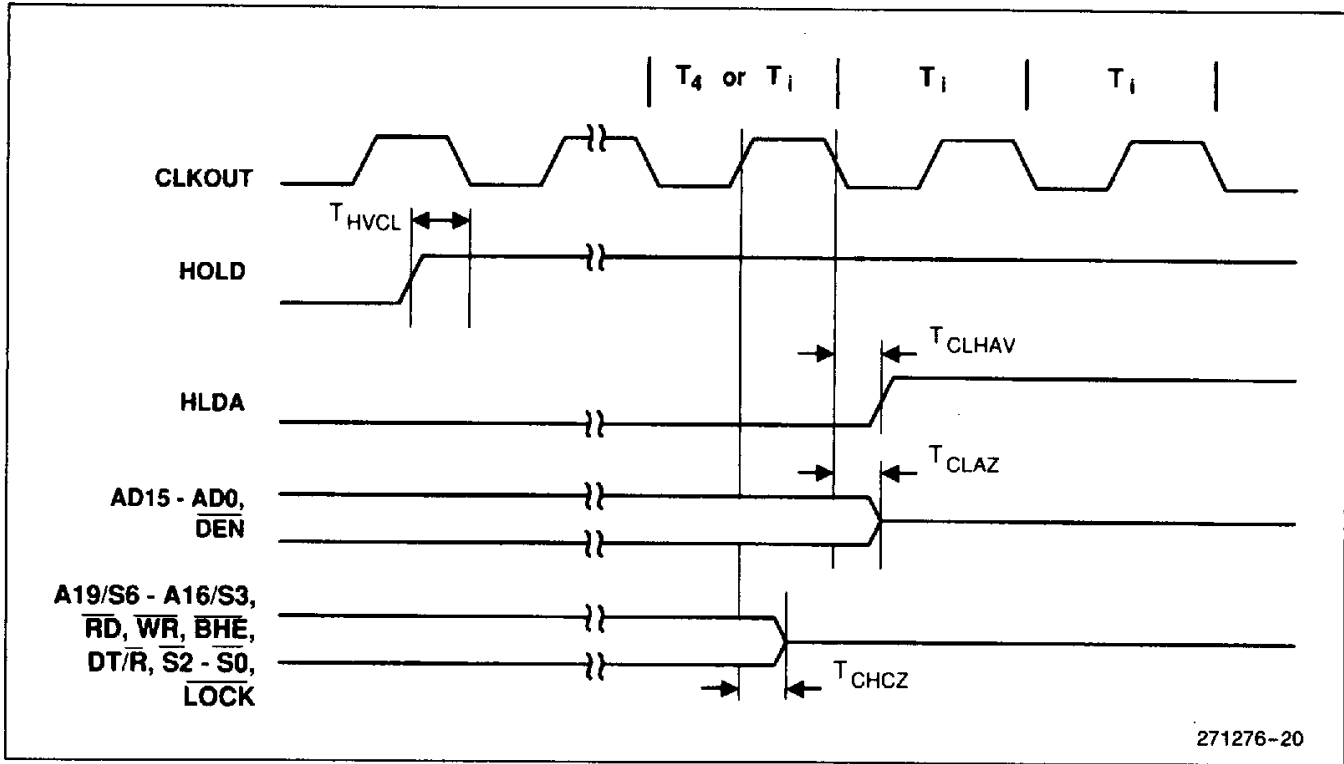 T4 or Ti
Ti
Ti
CLKOUT
THVCL
HOLD
TCLHAV
HLDA
TCLAZ
AD15 - AD0,
DEN
A19/S6 - A16/S3,
RD, WR, BHE,
DT/R, S2 - S0,
LOCK
TCHCZ
271276-20